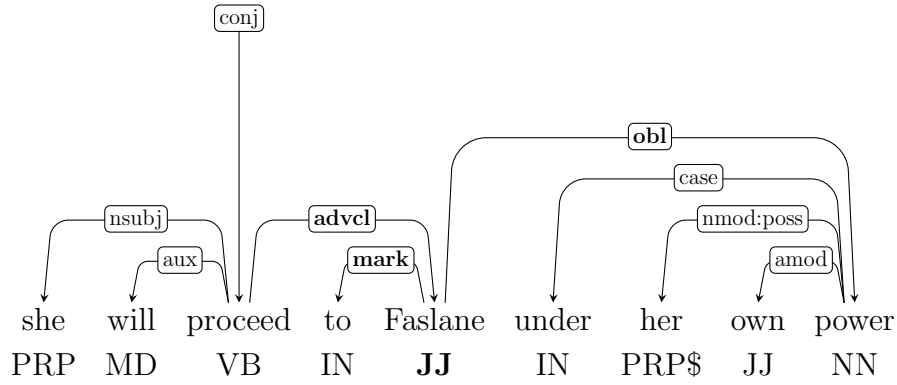 conj
obl
case
nsubj advcl nmod:poss
aux mark amod
she will proceed to Faslane under her own power
PRP MD VB IN JJ IN PRP$ JJ NN